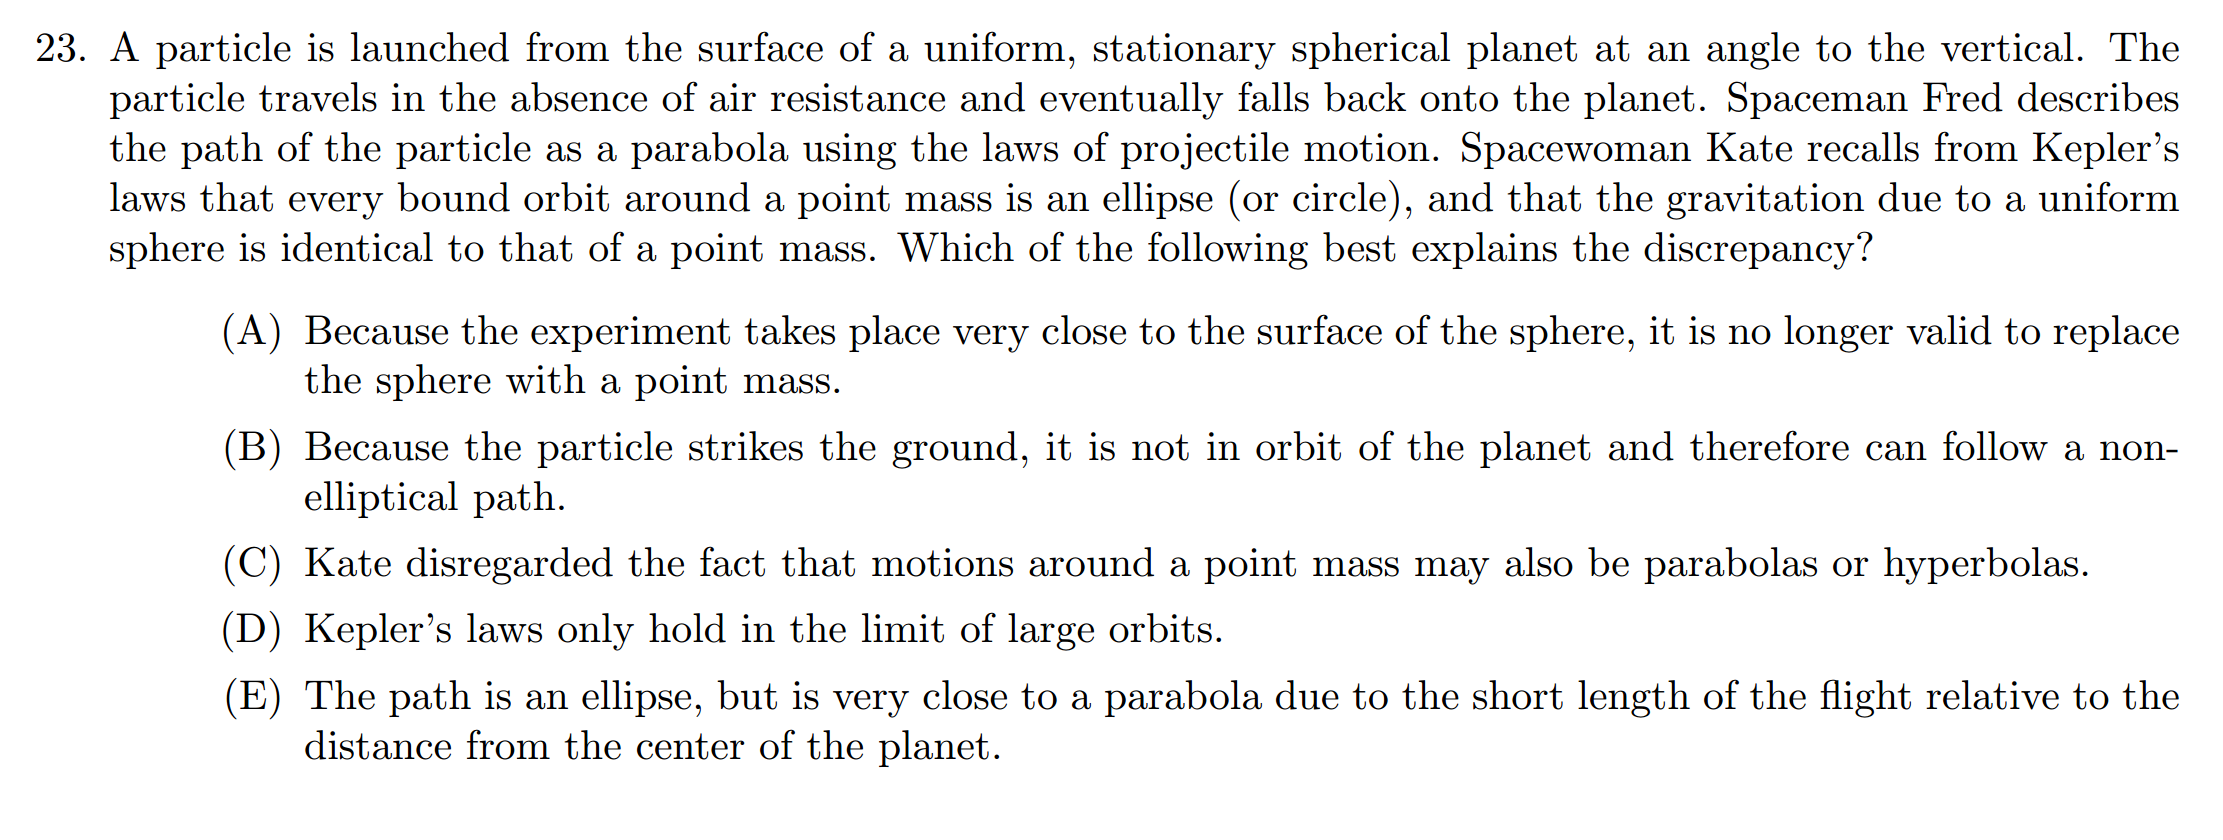 23. A particle is launched from the surface of a uniform, stationary spherical planet at an angle to the vertical. The
particle travels in the absence of air resistance and eventually falls back onto the planet. Spaceman Fred describes
the path of the particle as a parabola using the laws of projectile motion. Spacewoman Kate recalls from Kepler's
laws that every bound orbit around a point mass is an ellipse (or circle), and that the gravitation due to a uniform
sphere is identical to that of a point mass. Which of the following best explains the discrepancy?
(A) Because the experiment takes place very close to the surface of the sphere, it is no longer valid to replace
the sphere with a point mass.
(B) Because the particle strikes the ground, it is not in orbit of the planet and therefore can follow a non-
elliptical path.
(C) Kate disregarded the fact that motions around a point mass may also be parabolas or hyperbolas.
(D) Kepler's laws only hold in the limit of large orbits.
(E) The path is an ellipse, but is very close to a parabola due to the short length of the flight relative to the
distance from the center of the planet.